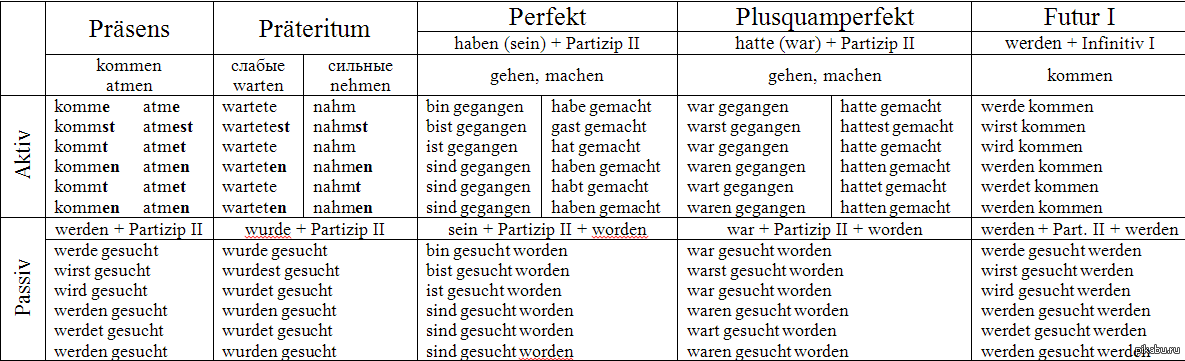 Präsens Präteritum Perfekt Plusquamperfekt Futur I
haben (sein) + Partizip II hatte (war) + Partizip II werden + Infinitiv I
kommen слабые сильные gehen, machen gehen, machen kommen
atmen warten nehmen
Aktiv
komme atme wartete nahm bin gegangen habe gemacht war gegangen hatte gemacht werde kommen
kommst atmest wartetest nahmst bist gegangen gast gemacht warst gegangen hattest gemacht wirst kommen
kommt atmet wartete nahm ist gegangen hat gemacht war gegangen hatte gemacht wird kommen
kommen atmen warteten nahmen sind gegangen haben gemacht waren gegangen hatten gemacht werden kommen
kommt atmet wartete nahmt sind gegangen habt gemacht wart gegangen hattet gemacht werdet kommen
kommen atmen warteten nahmen sind gegangen haben gemacht waren gegangen hatten gemacht werden kommen
Passiv
werden + Partizip II wurde + Partizip II sein + Partizip II + worden war + Partizip II + worden werden + Part. II + werden
werde gesucht wurde gesucht bin gesucht worden war gesucht worden werde gesucht werden
wirst gesucht wurdest gesucht bist gesucht worden warst gesucht worden wirst gesucht werden
wird gesucht wurdet gesucht ist gesucht worden war gesucht worden wird gesucht werden
werden gesucht wurden gesucht sind gesucht worden waren gesucht worden werden gesucht werden
werdet gesucht wurdet gesucht sind gesucht worden wart gesucht worden werdet gesucht werden
werden gesucht wurden gesucht sind gesucht worden waren gesucht worden werden gesucht werden
pikabu.ru